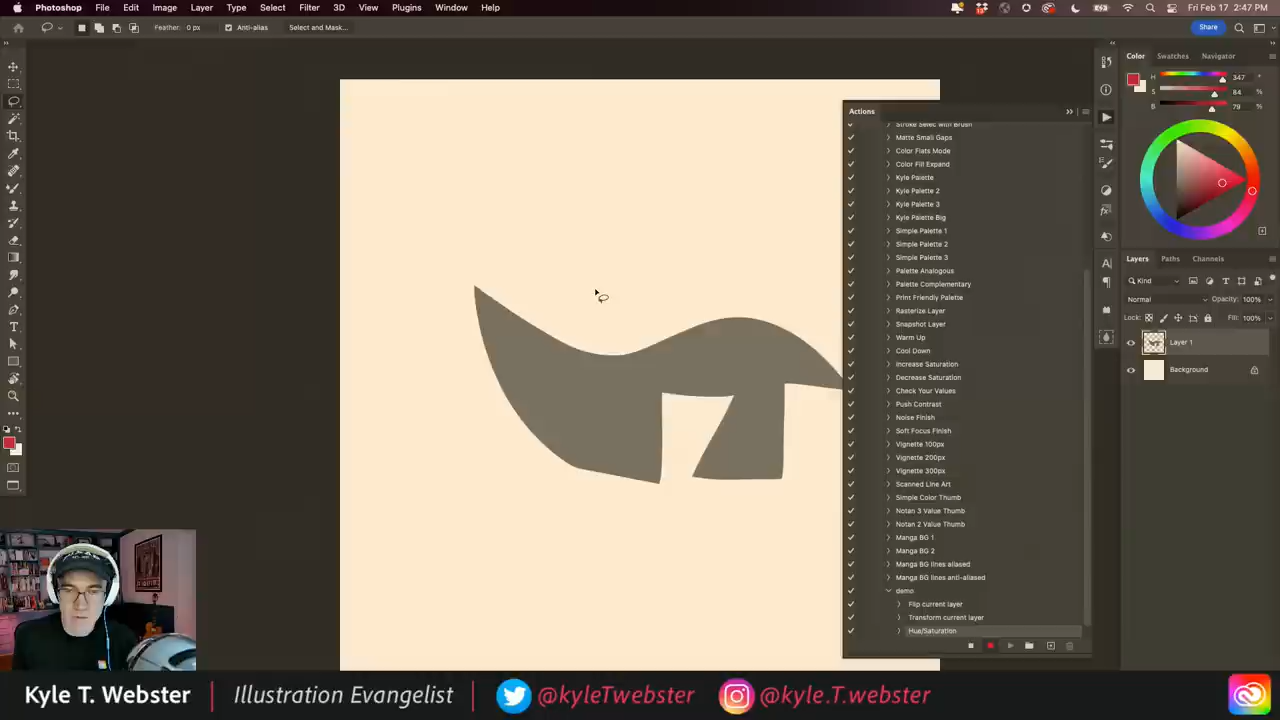 Photoshop File Edit Image Layer Type Select Filter 3D View Plugins Window Help Fri Feb 17 2:47 PM
Feather: 0 px Anti-alias Select and Mask... Share
Color Swatches Navigator
H 347 °
S 84 %
B 79 %
Actions
Stroke Selec with Brush
Matte Small Gaps
Color Flats Mode
Color Fill Expand
Kyle Palette
Kyle Palette 2
Kyle Palette 3
Kyle Palette Big
Simple Palette 1
Simple Palette 2
Simple Palette 3
Palette Analogous
Palette Complementary
Print Friendly Palette
Rasterize Layer
Snapshot Layer
Warm Up
Cool Down
Increase Saturation
Decrease Saturation
Check Your Values
Push Contrast
Noise Finish
Soft Focus Finish
Vignette 100px
Vignette 200px
Vignette 300px
Scanned Line Art
Simple Color Thumb
Notan 3 Value Thumb
Notan 2 Value Thumb
Manga BG 1
Manga BG 2
Manga BG lines aliased
Manga BG lines anti-aliased
demo
Flip current layer
Transform current layer
Hue/Saturation
Layers Paths Channels
Kind
Normal Opacity: 100%
Lock: Fill: 100%
Layer 1
Background
Kyle T. Webster | Illustration Evangelist | @kyleTwebster | @kyle.T.webster